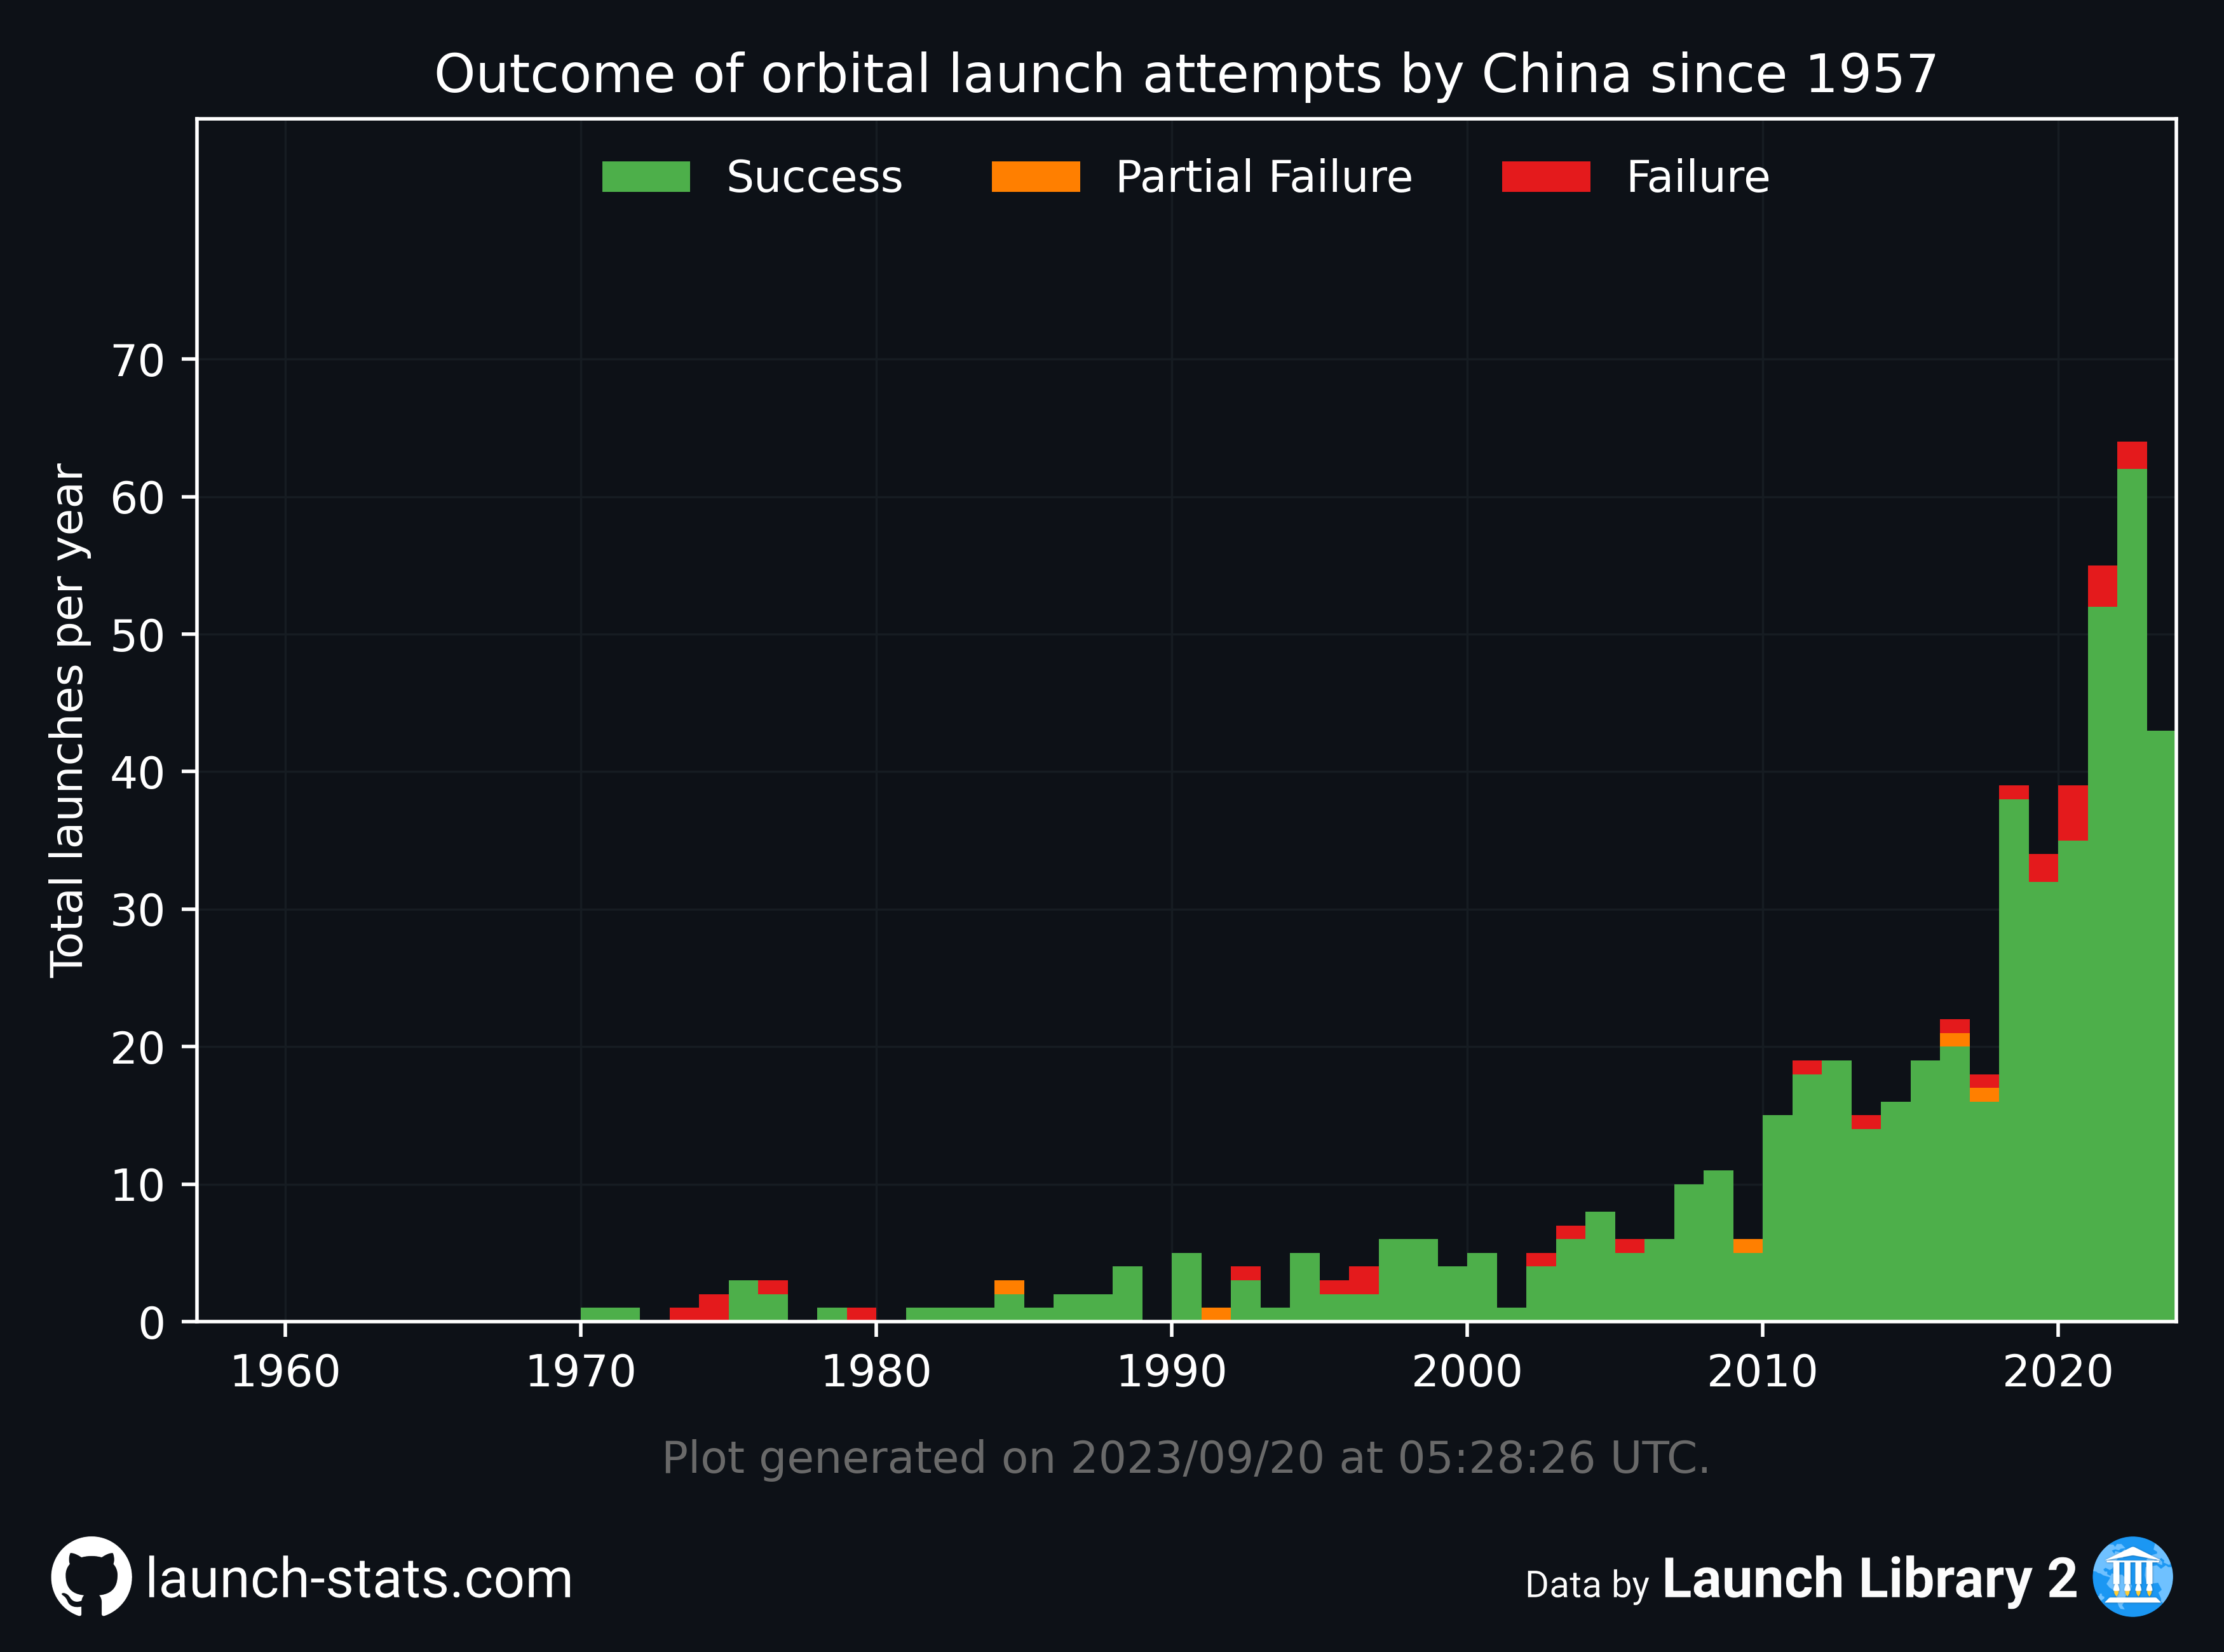 Outcome of orbital launch attempts by China since 1957
Success Partial Failure Failure
Total launches per year
70
60
50
40
30
20
10
0
1960 1970 1980 1990 2000 2010 2020
Plot generated on 2023/09/20 at 05:28:26 UTC.
launch-stats.com
Data by Launch Library 2